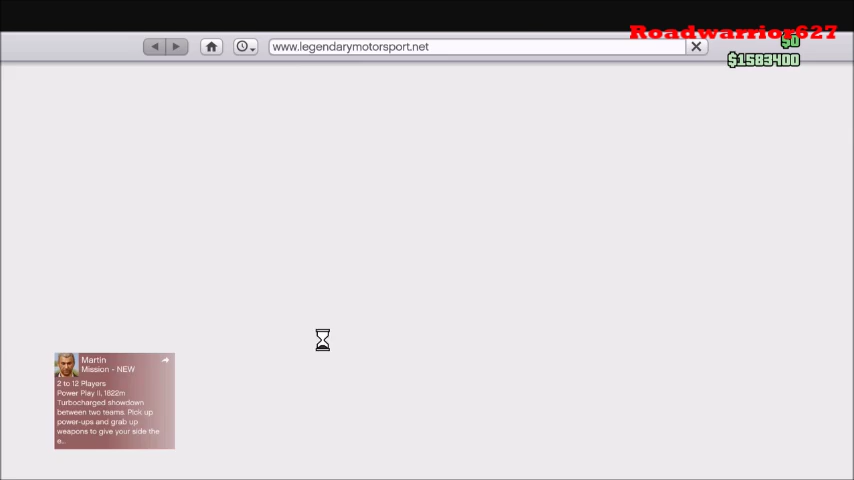 Roadwarrior627
www.legendarymotorsport.net
$0
$1583400
Martin
Mission - NEW
2 to 12 Players
Power Play II, 1822m
Turbocharged showdown
between two teams. Pick up
power-ups and grab up
weapons to give your side the
e...